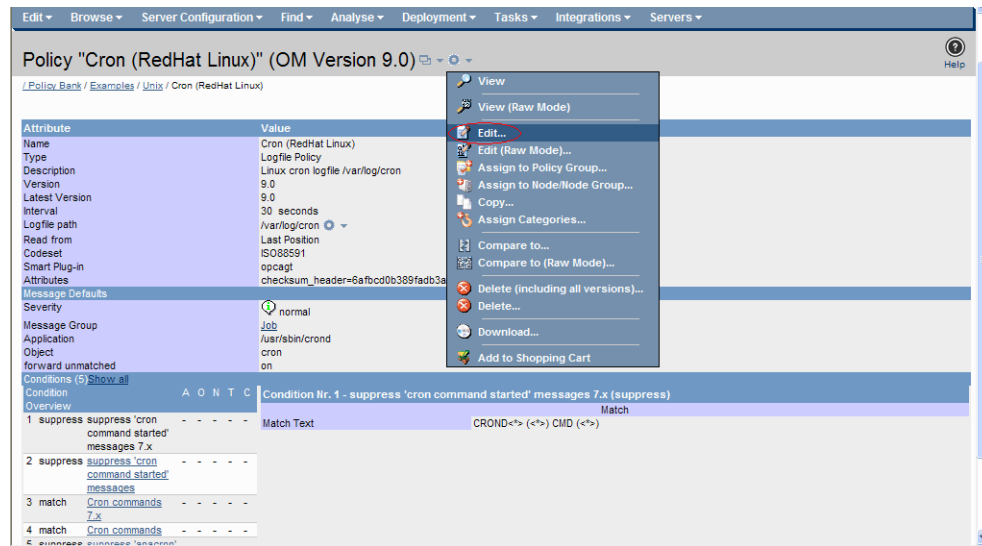 Edit Browse Server Configuration Find Analyse Deployment Tasks Integrations Servers
Policy "Cron (RedHat Linux)" (OM Version 9.0)
Help
/ Policy Bank / Examples / Unix / Cron (RedHat Linux)
View
View (Raw Mode)
Edit...
Edit (Raw Mode)...
Assign to Policy Group...
Assign to Node/Node Group...
Copy...
Assign Categories...
Compare to...
Compare to (Raw Mode)...
Delete (including all versions)...
Delete...
Download...
Add to Shopping Cart
Attribute Value
Name Cron (RedHat Linux)
Type Logfile Policy
Description Linux cron logfile /var/log/cron
Version 9.0
Latest Version 9.0
Interval 30 seconds
Logfile path /var/log/cron
Read from Last Position
Codeset ISO88591
Smart Plug-in opcagt
Attributes checksum_header=6afbcd0b389fadb3a
Message Defaults
Severity normal
Message Group Job
Application /usr/sbin/crond
Object cron
forward unmatched on
Conditions (5) Show all
Condition Overview A O N T C
1 suppress suppress 'cron command started' messages 7.x - - - - -
2 suppress suppress 'cron command started' messages - - - - -
3 match Cron commands 7.x - - - - -
4 match Cron commands - - - - -
5 suppress suppress 'anacron'
Condition Nr. 1 - suppress 'cron command started' messages 7.x (suppress)
Match
Match Text CROND<*> (<*>) CMD (<*>)